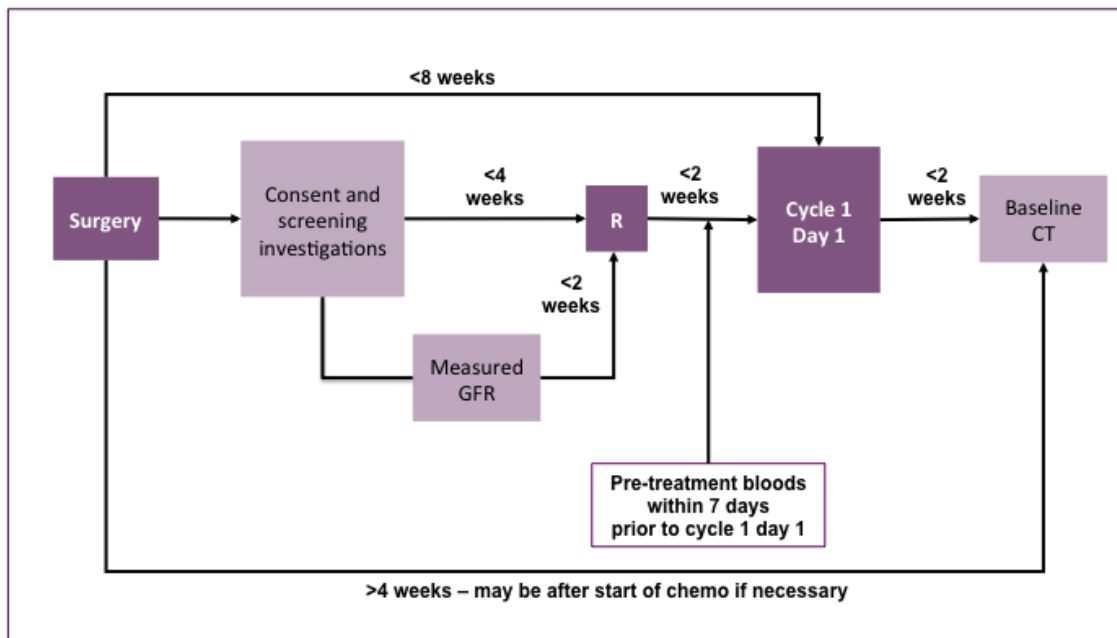 <8 weeks
Surgery
Consent and
screening
investigations
<4
weeks
R
<2
weeks
Cycle 1
Day 1
<2
weeks
Baseline
CT
<2
weeks
Measured
GFR
Pre-treatment bloods
within 7 days
prior to cycle 1 day 1
>4 weeks – may be after start of chemo if necessary